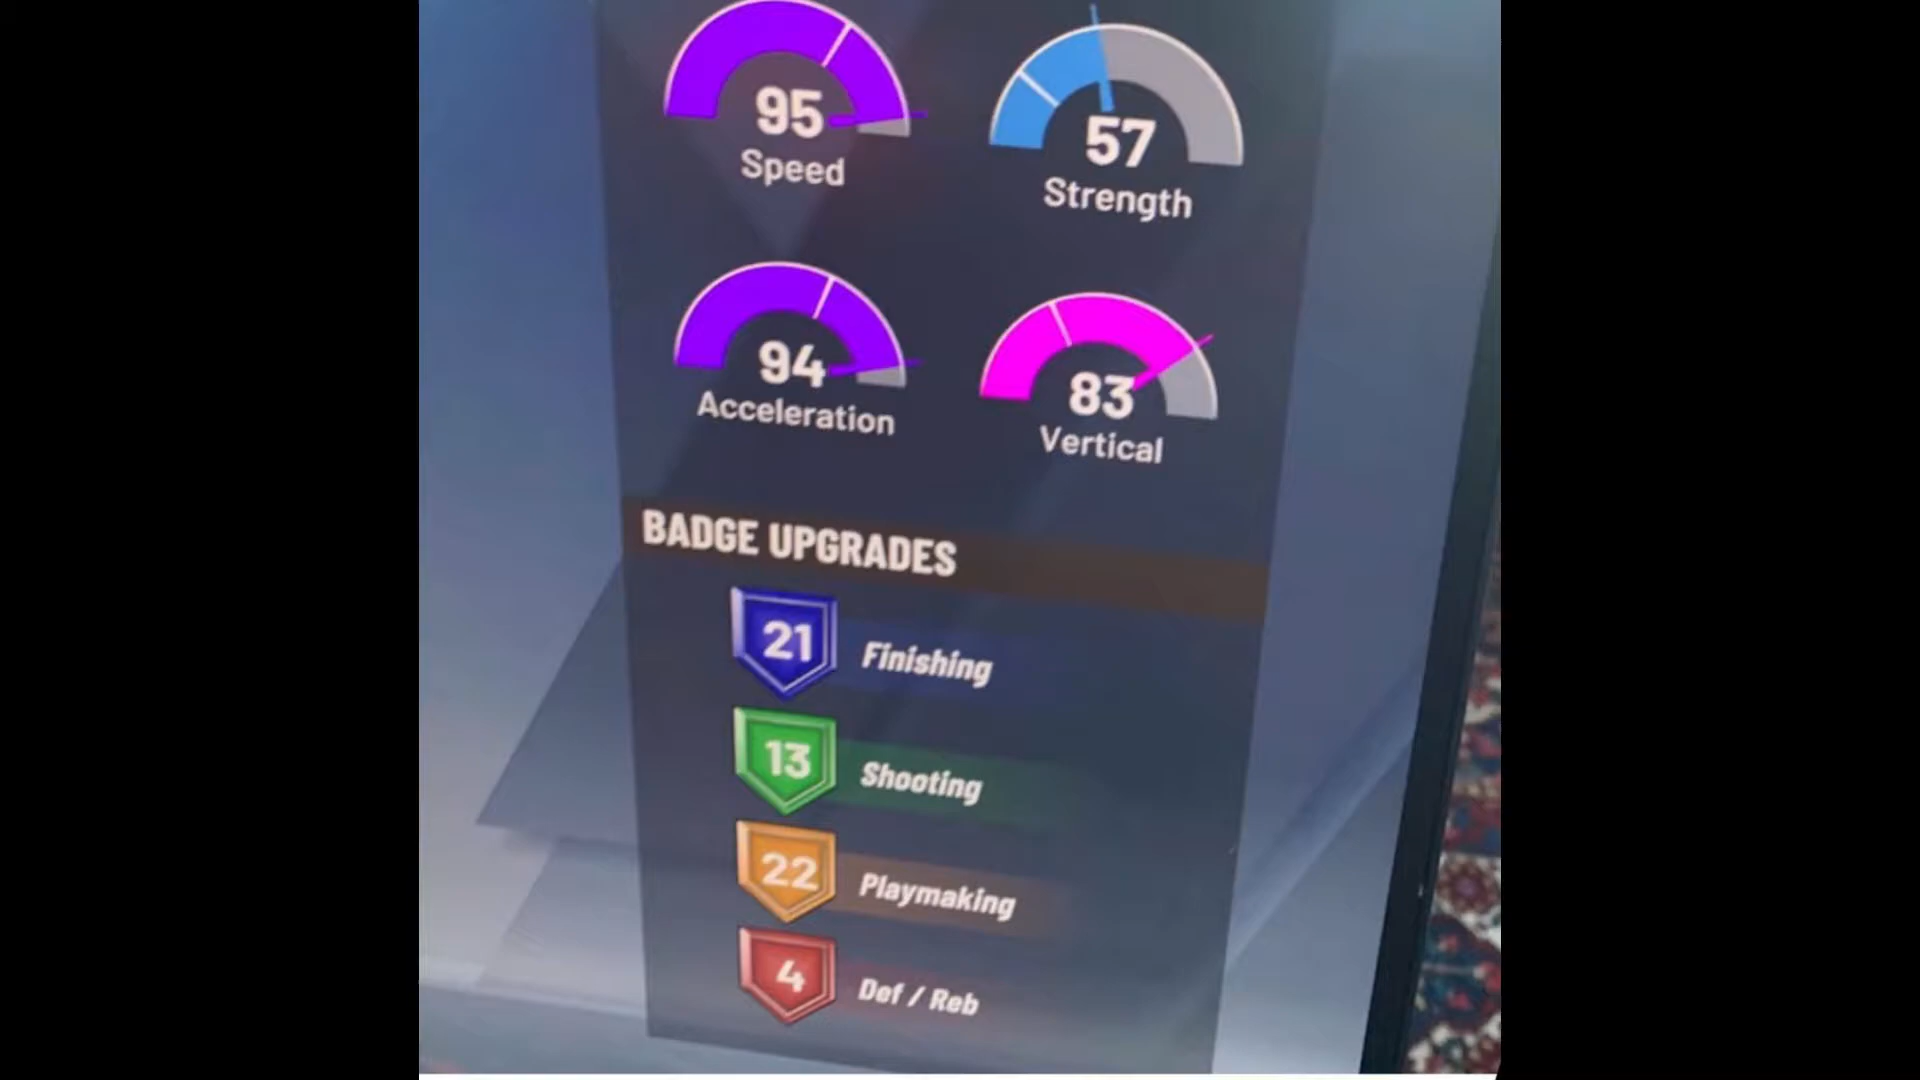 95
Speed
57
Strength
94
Acceleration
83
Vertical
BADGE UPGRADES
21 Finishing
13 Shooting
22 Playmaking
4 Def / Reb